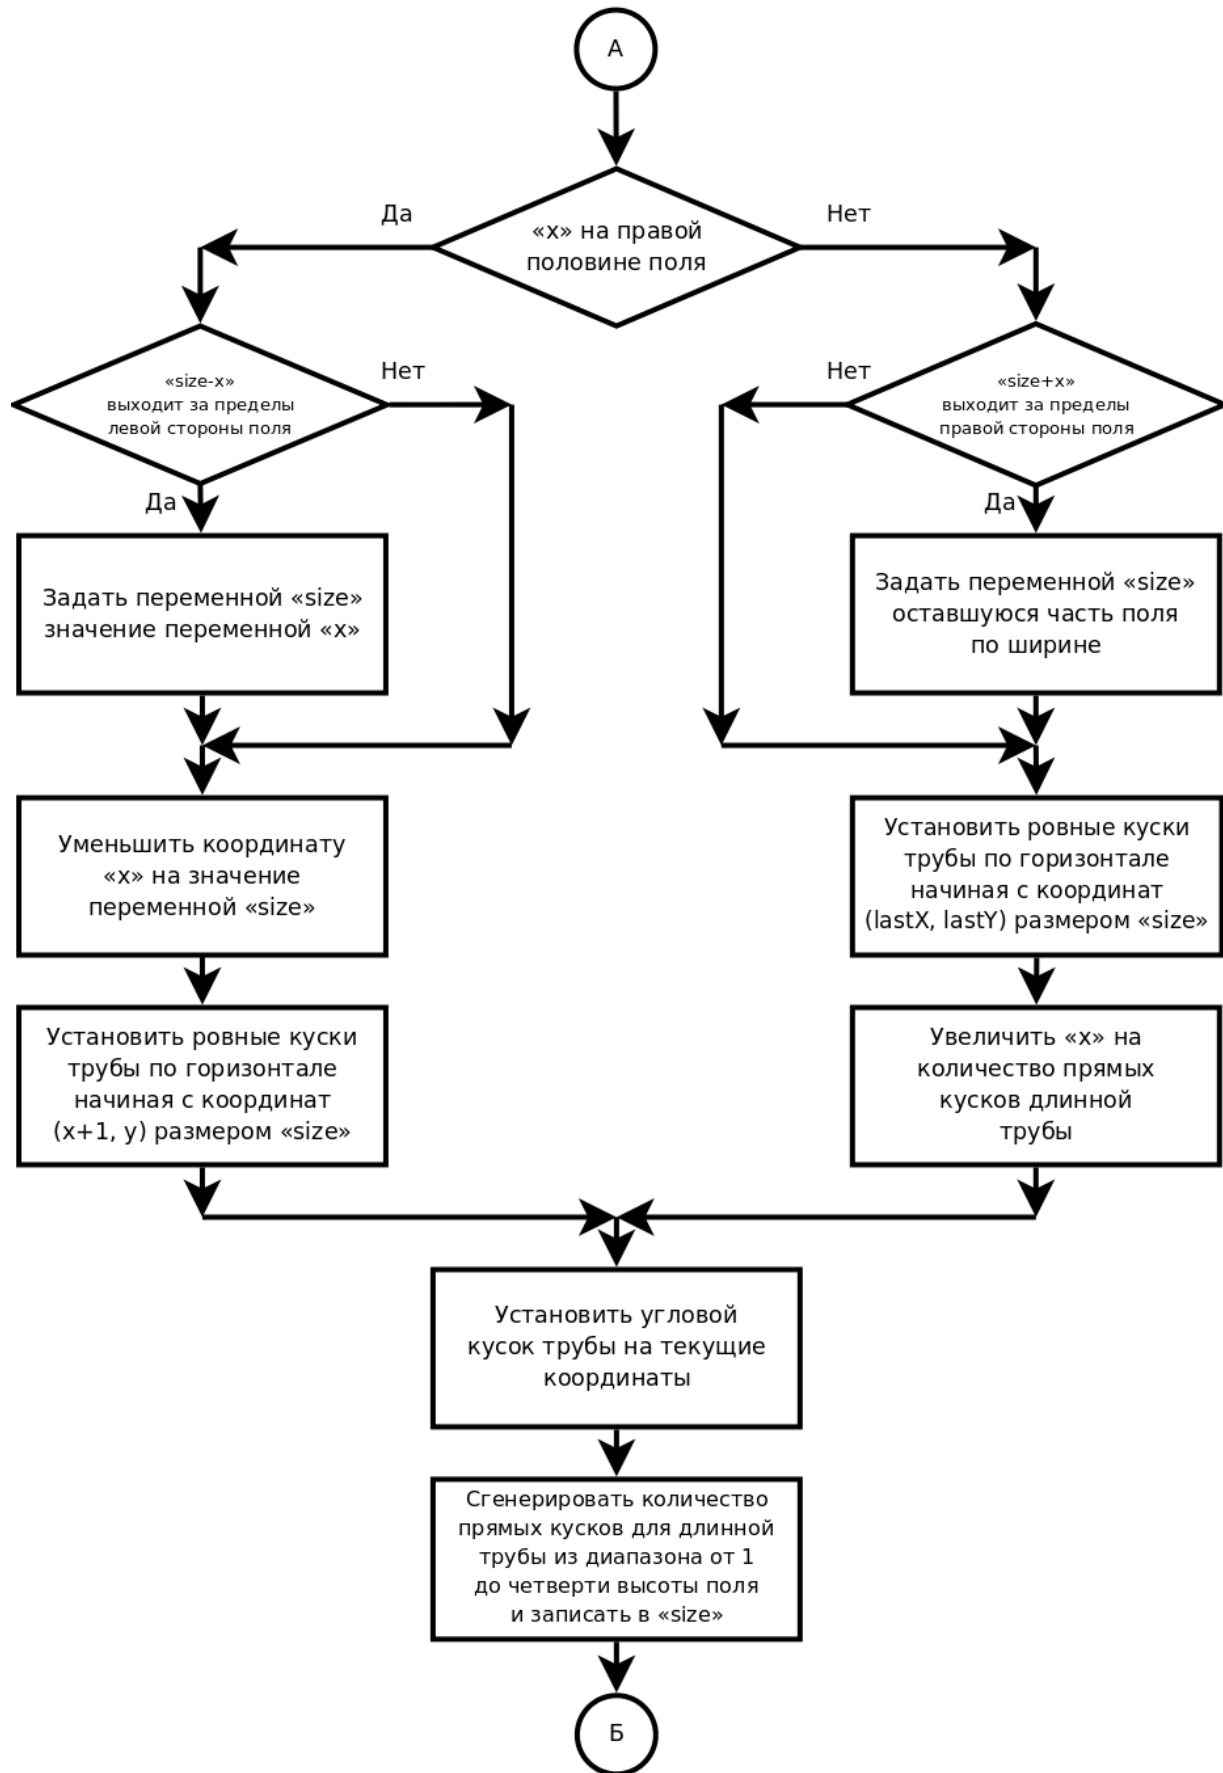 А
Да
Нет
«x» на правой
половине поля
«size-x»
выходит за пределы
левой стороны поля
Нет
Нет
«size+x»
выходит за пределы
правой стороны поля
Да
Да
Задать переменной «size»
значение переменной «x»
Задать переменной «size»
оставшуюся часть поля
по ширине
Уменьшить координату
«x» на значение
переменной «size»
Установить ровные куски
трубы по горизонтале
начиная с координат
(lastX, lastY) размером «size»
Установить ровные куски
трубы по горизонтале
начиная с координат
(x+1, y) размером «size»
Увеличить «x» на
количество прямых
кусков длинной
трубы
Установить угловой
кусок трубы на текущие
координаты
Сгенерировать количество
прямых кусков для длинной
трубы из диапазона от 1
до четверти высоты поля
и записать в «size»
Б